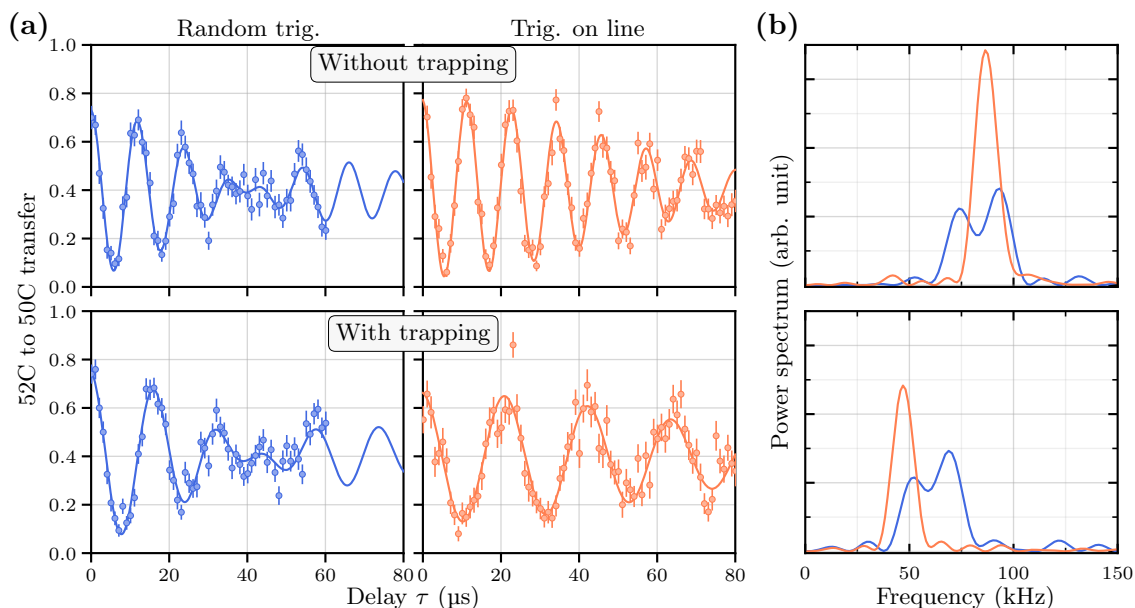 (a)
Random trig.
Trig. on line
(b)
Without trapping
With trapping
52C to 50C transfer
1.0
0.8
0.6
0.4
0.2
0.0
1.0
0.8
0.6
0.4
0.2
0.0
0 20 40 60 80
0 20 40 60 80
Delay τ (µs)
Power spectrum (arb. unit)
0 50 100 150
Frequency (kHz)